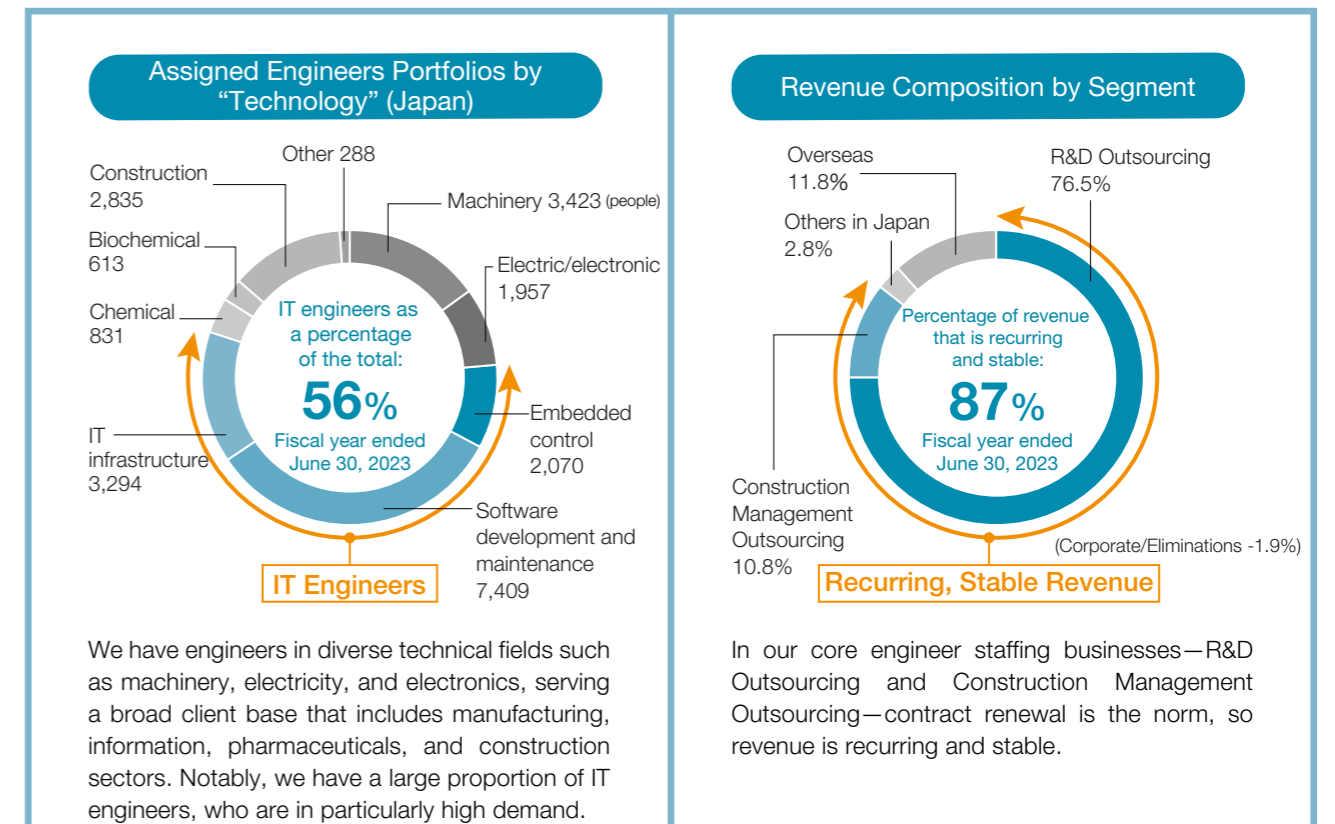 Assigned Engineers Portfolios by
“Technology” (Japan)
Other 288
Construction
2,835
Machinery 3,423 (people)
Biochemical
613
Electric/electronic
1,957
Chemical
831
IT engineers as
a percentage
of the total:
56%
Fiscal year ended
June 30, 2023
Embedded
control
2,070
IT
infrastructure
3,294
Software
development and
maintenance
7,409
IT Engineers
We have engineers in diverse technical fields such
as machinery, electricity, and electronics, serving
a broad client base that includes manufacturing,
information, pharmaceuticals, and construction
sectors. Notably, we have a large proportion of IT
engineers, who are in particularly high demand.
Revenue Composition by Segment
Overseas
11.8%
R&D Outsourcing
76.5%
Others in Japan
2.8%
Percentage of revenue
that is recurring
and stable:
87%
Fiscal year ended
June 30, 2023
Construction
Management
Outsourcing
10.8%
(Corporate/Eliminations -1.9%)
Recurring, Stable Revenue
In our core engineer staffing businesses—R&D
Outsourcing and Construction Management
Outsourcing—contract renewal is the norm, so
revenue is recurring and stable.